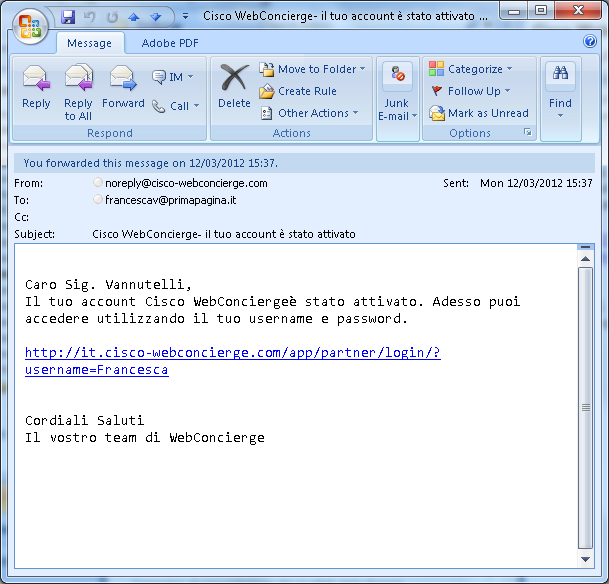 Cisco WebConcierge- il tuo account è stato attivato ...
Message Adobe PDF
Reply Reply to All Forward IM Call
Respond
Delete Move to Folder Create Rule Other Actions
Actions
Junk E-mail
Categorize Follow Up Mark as Unread
Options
Find
You forwarded this message on 12/03/2012 15:37.
From: noreply@cisco-webconcierge.com Sent: Mon 12/03/2012 15:37
To: francescav@primapagina.it
Cc:
Subject: Cisco WebConcierge- il tuo account è stato attivato
Caro Sig. Vannutelli,
Il tuo account Cisco WebConciergeè stato attivato. Adesso puoi
accedere utilizzando il tuo username e password.
http://it.cisco-webconcierge.com/app/partner/login/?
username=Francesca
Cordiali Saluti
Il vostro team di WebConcierge